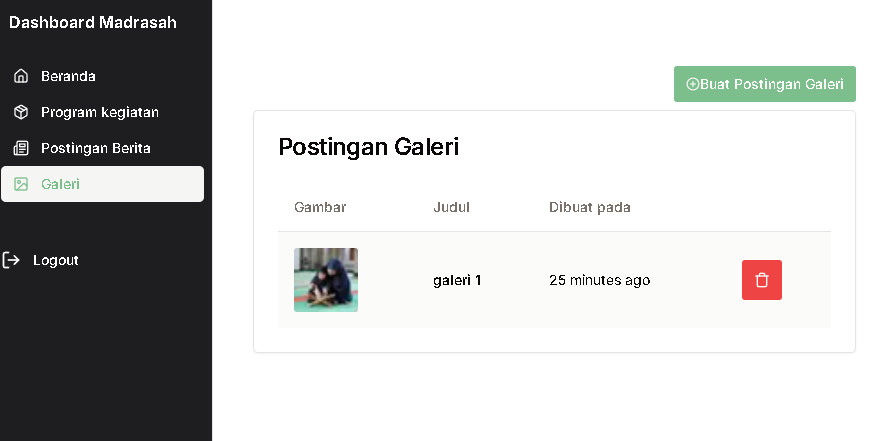 Dashboard Madrasah
Beranda
Program kegiatan
Postingan Berita
Galeri
Logout
Buat Postingan Galeri
Postingan Galeri
Gambar Judul Dibuat pada
galeri 1 25 minutes ago